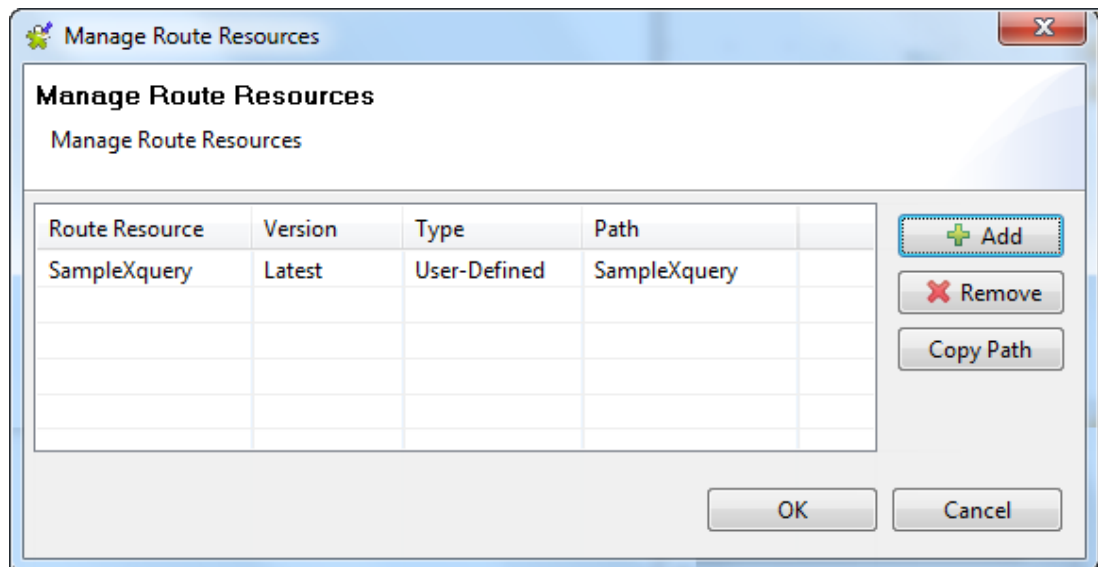 Manage Route Resources
Manage Route Resources
Manage Route Resources
Route Resource Version Type Path
SampleXquery Latest User-Defined SampleXquery
Add
Remove
Copy Path
OK Cancel